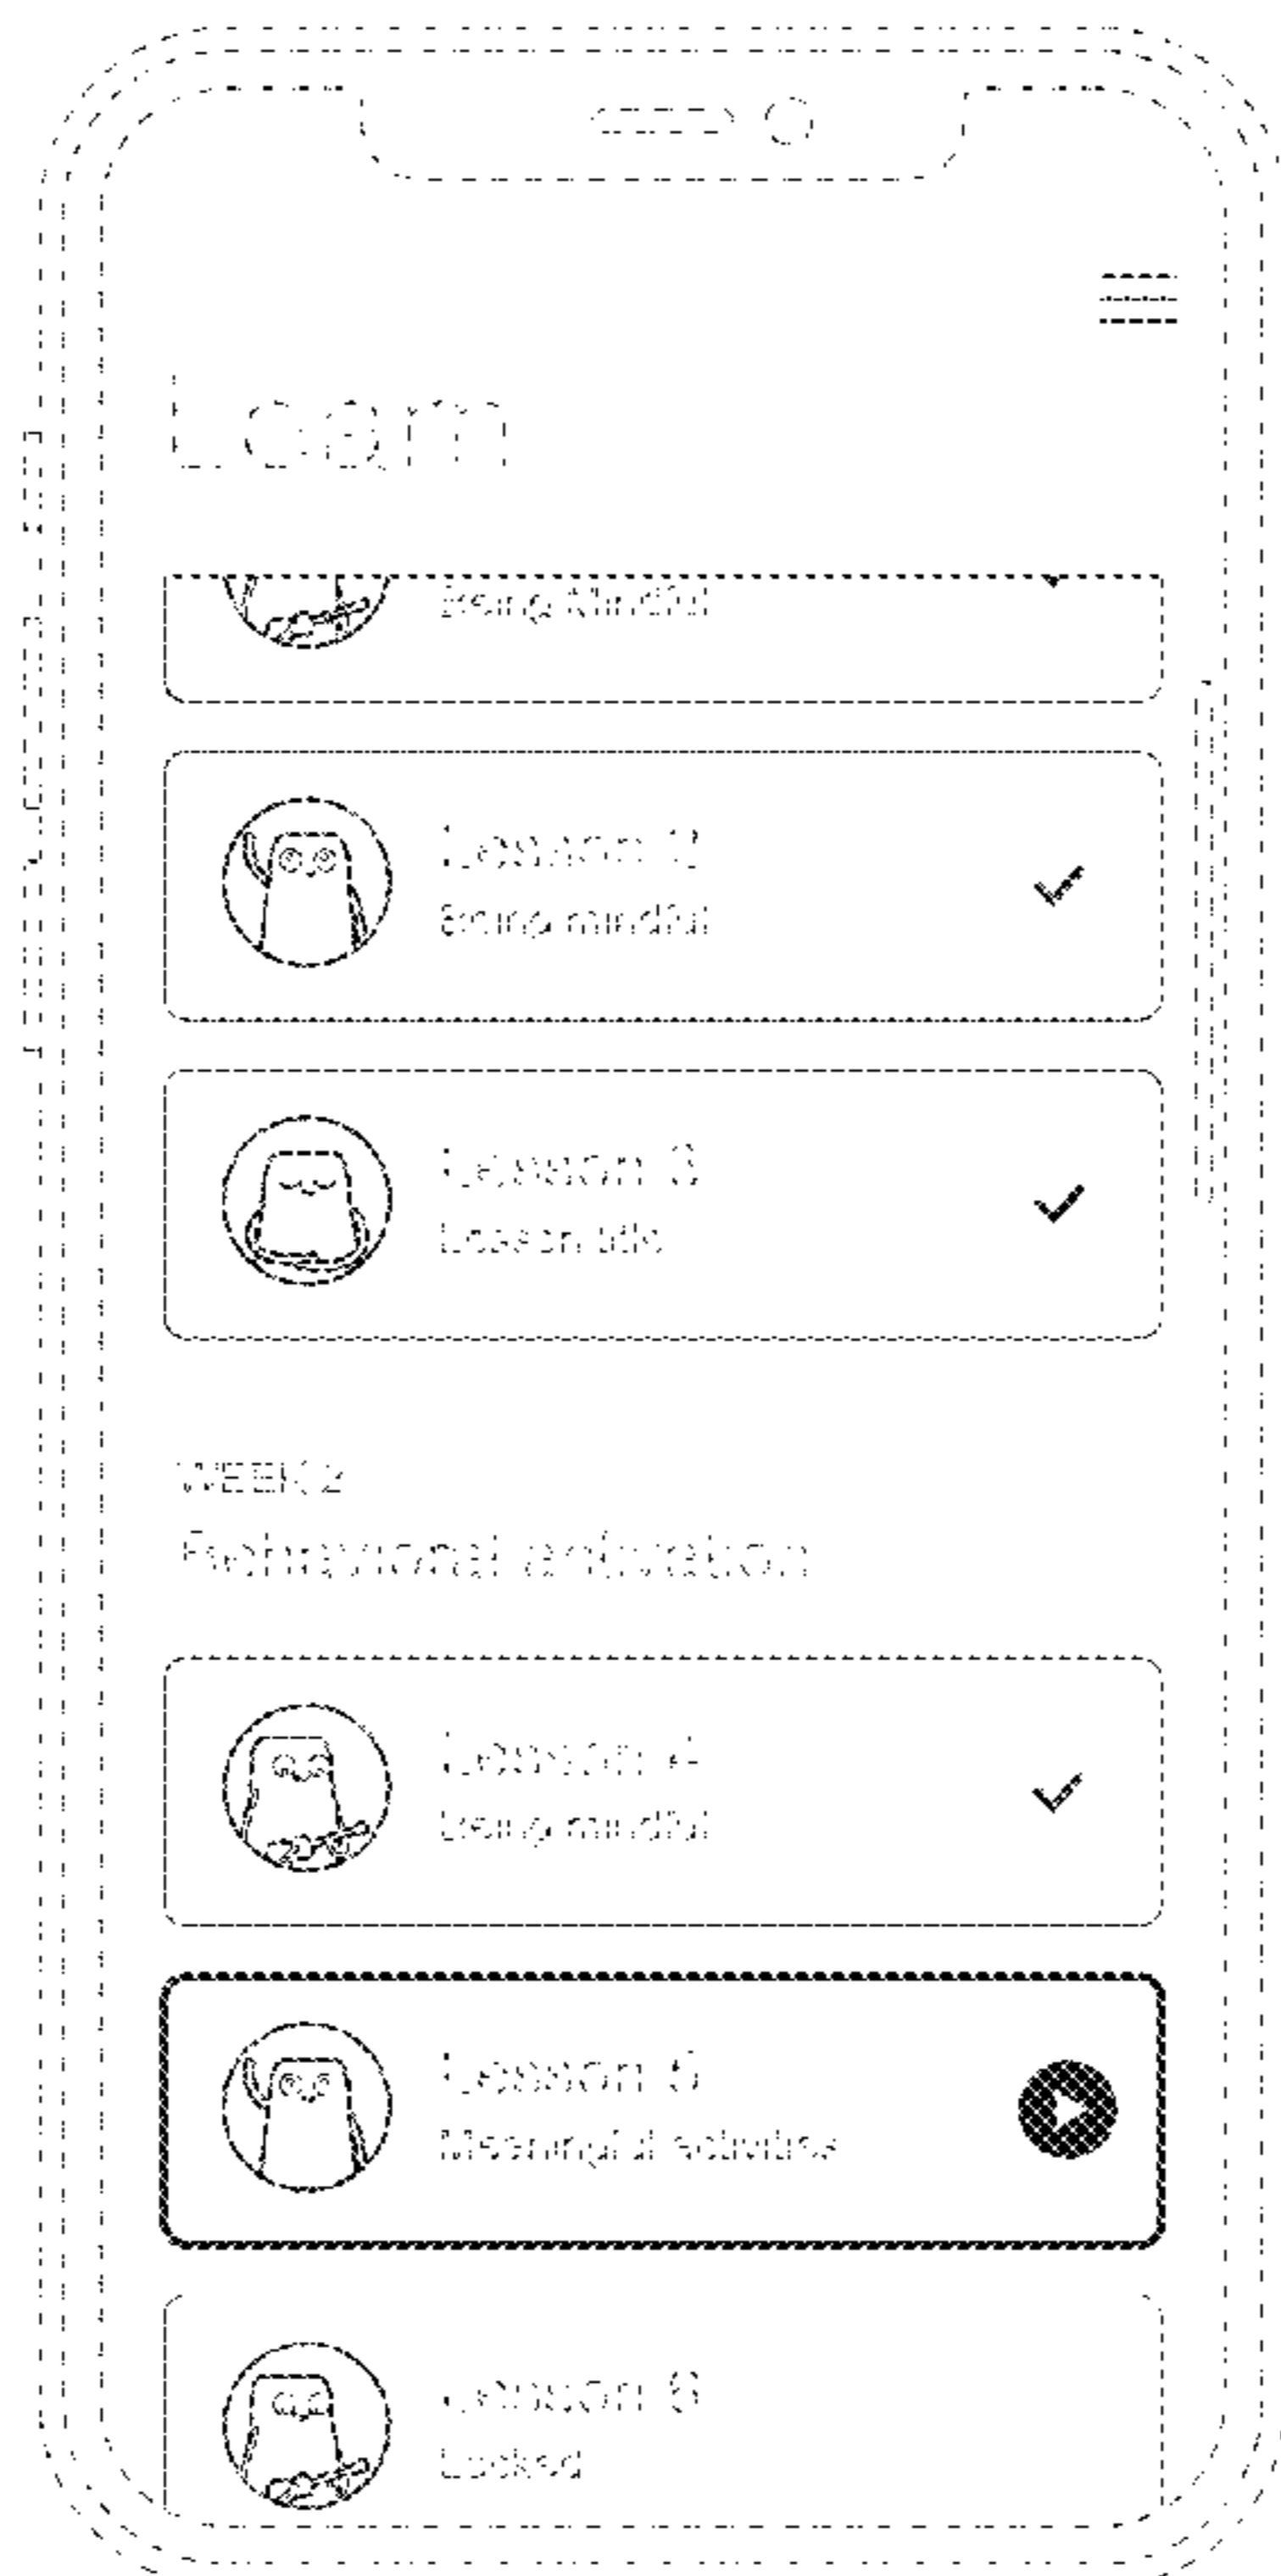 Learn
Being Mindful
Lesson 2
Being mindful
Lesson 3
Lesson title
WEEK 2
Behavioral activation
Lesson 4
Being mindful
Lesson 5
Meaningful activities
Lesson 6
Locked